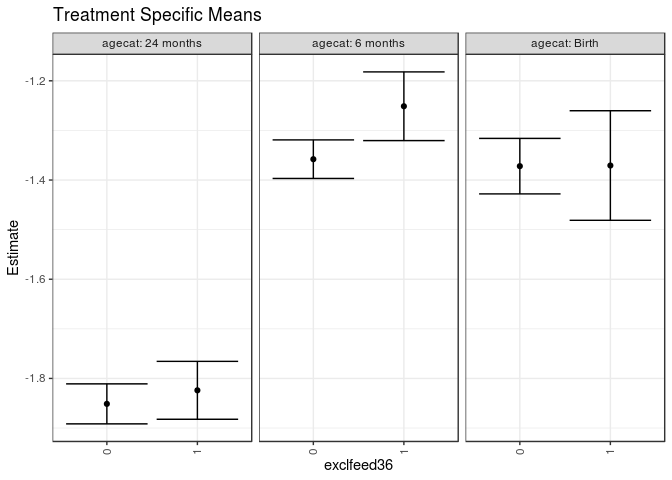 Treatment Specific Means
agecat: 24 months
agecat: 6 months
agecat: Birth
Estimate
-1.2
-1.4
-1.6
-1.8
0
1
0
1
0
1
exclfeed36